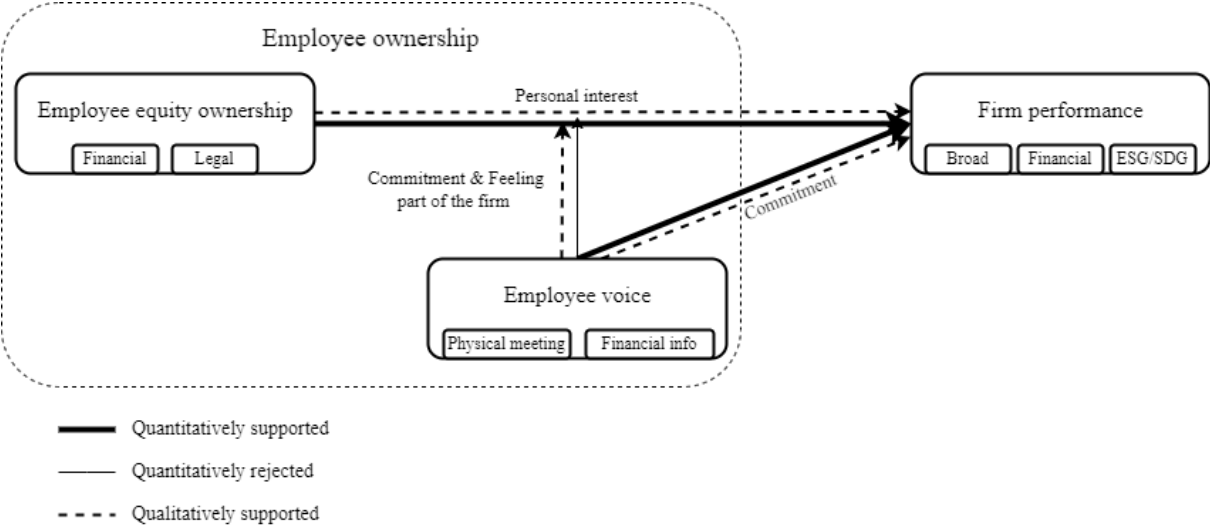 Employee ownership
Employee equity ownership
Financial
Legal
Personal interest
Firm performance
Broad
Financial
ESG/SDG
Commitment & Feeling
part of the firm
Commitment
Employee voice
Physical meeting
Financial info
Quantitatively supported
Quantitatively rejected
Qualitatively supported